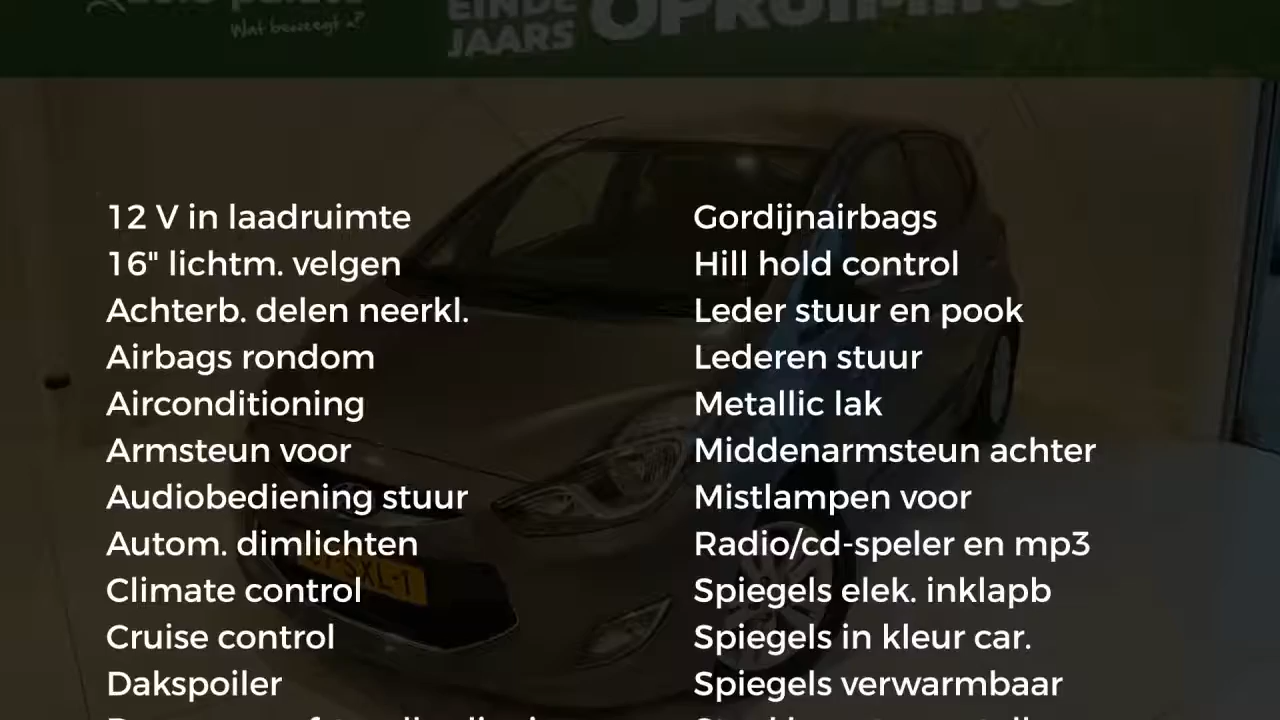 Wat beweegt u?
EINDE
JAARS
12 V in laadruimte
16" lichtm. velgen
Achterb. delen neerkl.
Airbags rondom
Airconditioning
Armsteun voor
Audiobediening stuur
Autom. dimlichten
Climate control
Cruise control
Dakspoiler
Gordijnairbags
Hill hold control
Leder stuur en pook
Lederen stuur
Metallic lak
Middenarmsteun achter
Mistlampen voor
Radio/cd-speler en mp3
Spiegels elek. inklapb
Spiegels in kleur car.
Spiegels verwarmbaar